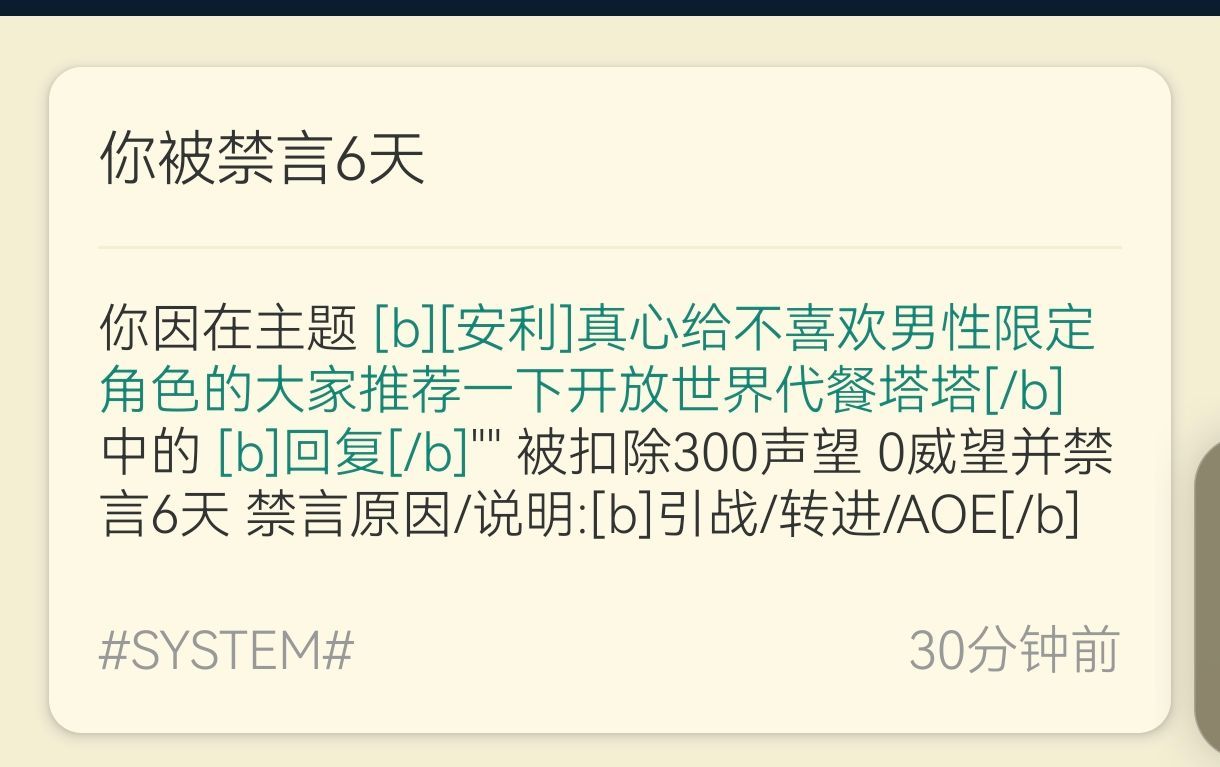 你被禁言6天
你因在主题 [b][安利]真心给不喜欢男性限定
角色的大家推荐一下开放世界代餐塔塔[/b]
中的 [b]回复[/b]"" 被扣除300声望 0威望并禁
言6天 禁言原因/说明:[b]引战/转进/AOE[/b]
#SYSTEM#
30分钟前